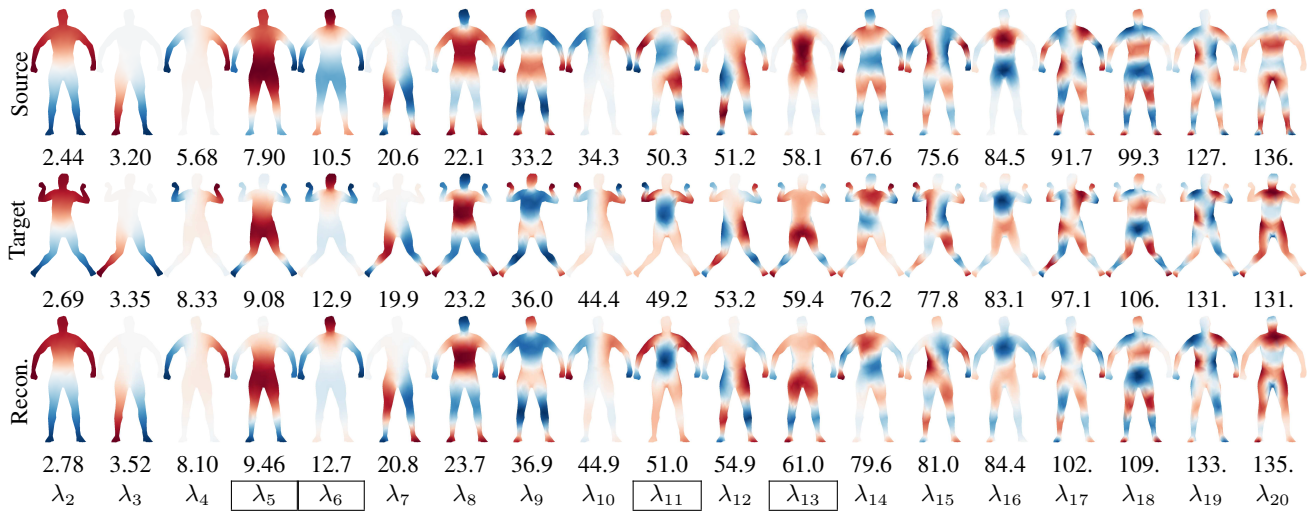 Source
2.44 3.20 5.68 7.90 10.5 20.6 22.1 33.2 34.3 50.3 51.2 58.1 67.6 75.6 84.5 91.7 99.3 127. 136.
Target
2.69 3.35 8.33 9.08 12.9 19.9 23.2 36.0 44.4 49.2 53.2 59.4 76.2 77.8 83.1 97.1 106. 131. 131.
Recon.
2.78 3.52 8.10 9.46 12.7 20.8 23.7 36.9 44.9 51.0 54.9 61.0 79.6 81.0 84.4 102. 109. 133. 135.
λ₂ λ₃ λ₄ λ₅ λ₆ λ₇ λ₈ λ₉ λ₁₀ λ₁₁ λ₁₂ λ₁₃ λ₁₄ λ₁₅ λ₁₆ λ₁₇ λ₁₈ λ₁₉ λ₂₀